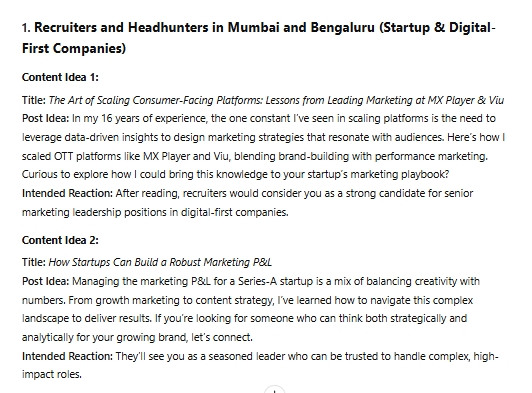 1. Recruiters and Headhunters in Mumbai and Bengaluru (Startup & Digital-
First Companies)
Content Idea 1:
Title: The Art of Scaling Consumer-Facing Platforms: Lessons from Leading Marketing at MX Player & Viu
Post Idea: In my 16 years of experience, the one constant I've seen in scaling platforms is the need to
leverage data-driven insights to design marketing strategies that resonate with audiences. Here's how I
scaled OTT platforms like MX Player and Viu, blending brand-building with performance marketing.
Curious to explore how I could bring this knowledge to your startup's marketing playbook?
Intended Reaction: After reading, recruiters would consider you as a strong candidate for senior
marketing leadership positions in digital-first companies.
Content Idea 2:
Title: How Startups Can Build a Robust Marketing P&L
Post Idea: Managing the marketing P&L for a Series-A startup is a mix of balancing creativity with
numbers. From growth marketing to content strategy, I've learned how to navigate this complex
landscape to deliver results. If you're looking for someone who can think both strategically and
analytically for your growing brand, let's connect.
Intended Reaction: They'll see you as a seasoned leader who can be trusted to handle complex, high-
impact roles.